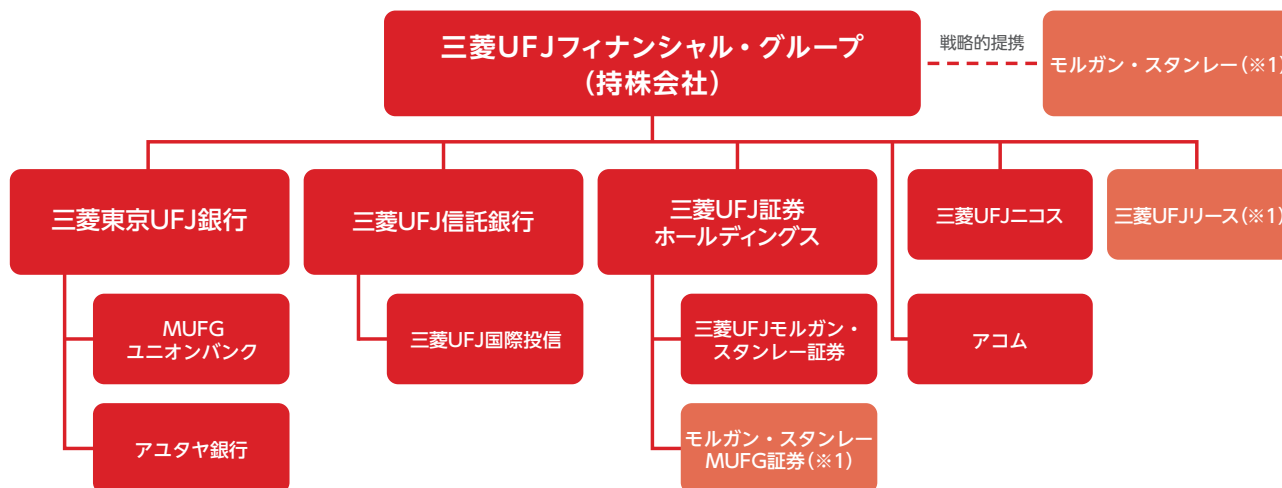 三菱UFJフィナンシャル・グループ
（持株会社）
戦略的提携
モルガン・スタンレー（※1）
三菱東京UFJ銀行
三菱UFJ信託銀行
三菱UFJ証券
ホールディングス
三菱UFJニコス
三菱UFJリース（※1）
MUFG
ユニオンバンク
三菱UFJ国際投信
三菱UFJモルガン・
スタンレー証券
アコム
アユタヤ銀行
モルガン・スタンレー
MUFG証券（※1）